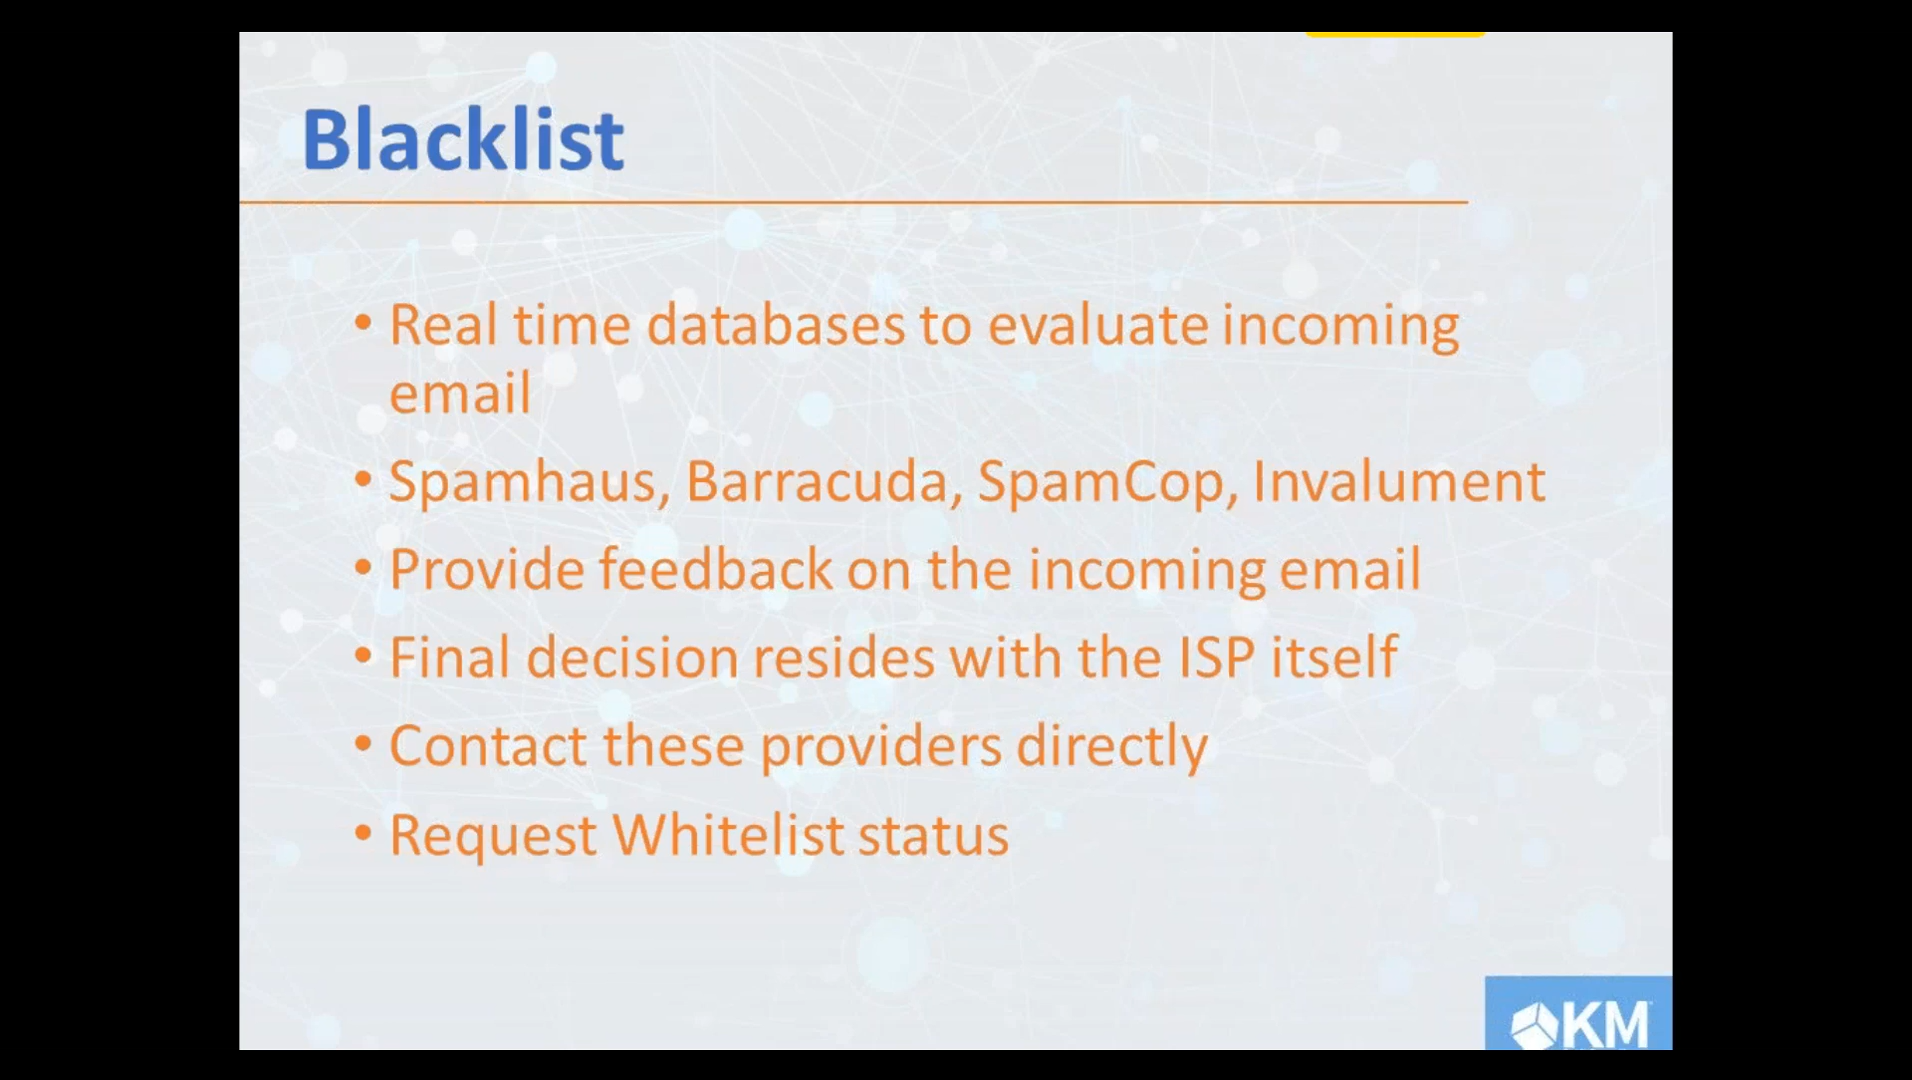 Blacklist
• Real time databases to evaluate incoming
email
• Spamhaus, Barracuda, SpamCop, Invalument
• Provide feedback on the incoming email
• Final decision resides with the ISP itself
• Contact these providers directly
• Request Whitelist status
KM